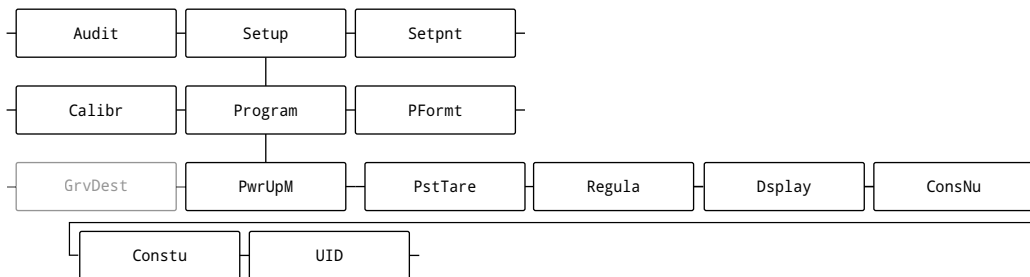 Audit Setup Setpnt
Calibr Program PFormt
GrvDest PwrUpM PstTare Regula Dsplay ConsNu
Constu UID